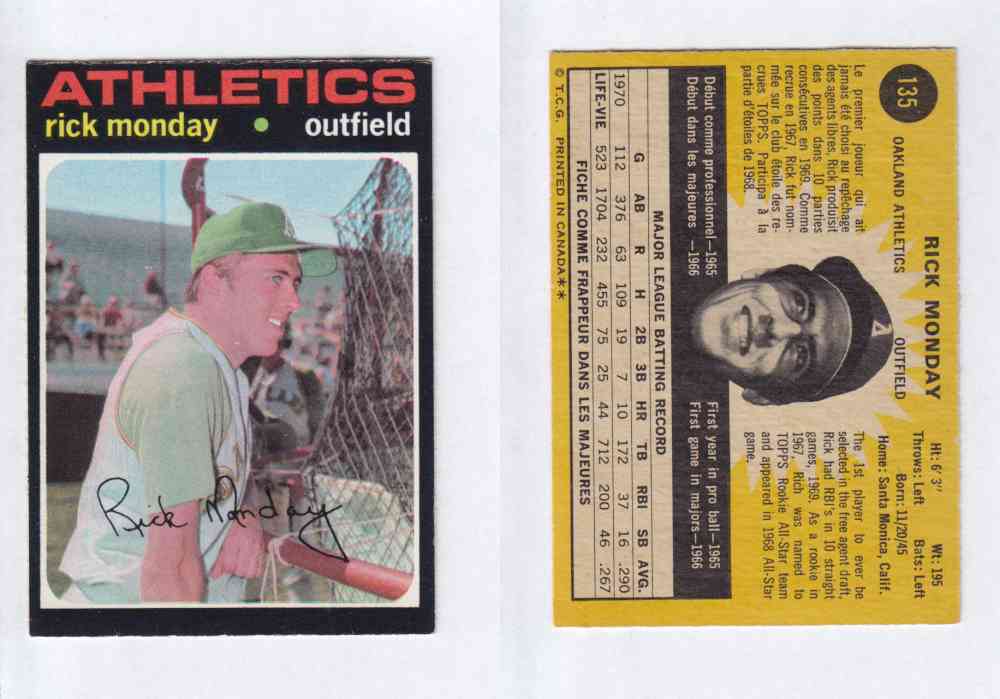 ATHLETICS
rick monday • outfield
Rick Monday
135
RICK MONDAY
OAKLAND ATHLETICS OUTFIELD
Ht: 6'3" Wt: 195
Born: 11/20/45
Throws: Left Bats: Left
Home: Santa Monica, Calif.
Le premier joueur qui ait
jamais été choisi au repêchage
des agents libres. Rick produisit
des points dans 10 parties
consécutives en 1969. Comme
recrue en 1967, Rick fut nom-
mée sur le club étoile des re-
crues TOPPS. Participa à la
partie d'étoiles de 1968.
The 1st player to ever be
selected in the free agent draft,
Rick had RBI's in 10 straight
games, 1969. As a rookie in
1967, Rich was named to
TOPPS Rookie All-Star team
and appeared in 1968 All-Star
game.
Début comme professionnel—1965
Début dans les majeures —1966
First year in pro ball—1965
First game in majors—1966
MAJOR LEAGUE BATTING RECORD
G AB R H 2B 3B HR TB RBI SB AVG.
1970 112 376 63 109 19 7 10 172 37 16 .290
LIFE-VIE 523 1704 232 455 75 25 44 712 200 46 .267
FICHE COMME FRAPPEUR DANS LES MAJEURES
© T.C.G. PRINTED IN CANADA**